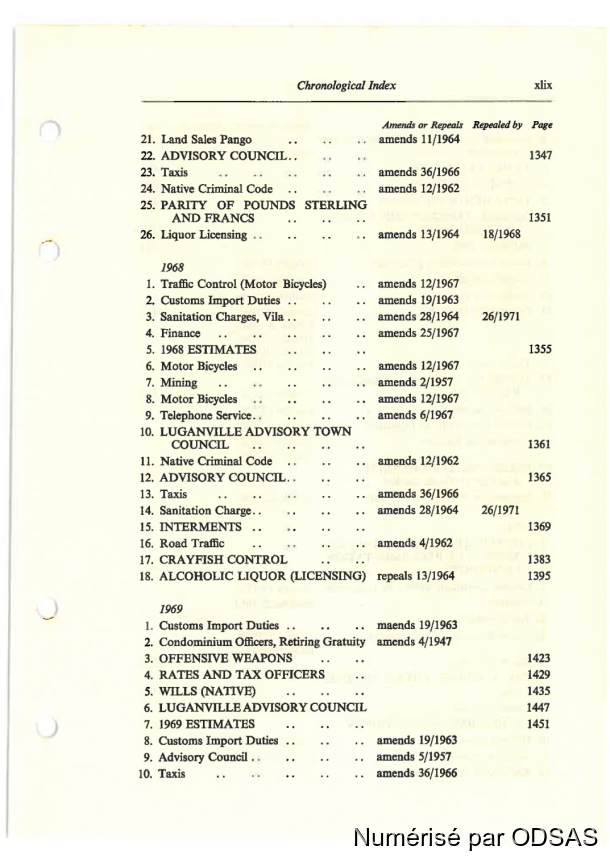 Chronological Index xlix
Amends or Repeals Repealed by Page
21. Land Sales Pango .. .. .. amends 11/1964
22. ADVISORY COUNCIL .. .. .. 1347
23. Taxis .. .. .. .. .. amends 36/1966
24. Native Criminal Code .. .. .. amends 12/1962
25. PARITY OF POUNDS STERLING
AND FRANCS .. .. .. 1351
26. Liquor Licensing .. .. .. .. amends 13/1964 18/1968
1968
1. Traffic Control (Motor Bicycles) .. amends 12/1967
2. Customs Import Duties .. .. .. amends 19/1963
3. Sanitation Charges, Vila .. .. .. amends 28/1964 26/1971
4. Finance .. .. .. .. .. amends 25/1967
5. 1968 ESTIMATES .. .. .. 1355
6. Motor Bicycles .. .. .. .. amends 12/1967
7. Mining .. .. .. .. .. amends 2/1957
8. Motor Bicycles .. .. .. .. amends 12/1967
9. Telephone Service .. .. .. .. amends 6/1967
10. LUGANVILLE ADVISORY TOWN
COUNCIL .. .. .. .. 1361
11. Native Criminal Code .. .. .. amends 12/1962
12. ADVISORY COUNCIL .. .. .. 1365
13. Taxis .. .. .. .. .. amends 36/1966
14. Sanitation Charge .. .. .. .. amends 28/1964 26/1971
15. INTERMENTS .. .. .. .. 1369
16. Road Traffic .. .. .. .. amends 4/1962
17. CRAYFISH CONTROL .. .. 1383
18. ALCOHOLIC LIQUOR (LICENSING) repeals 13/1964 1395
1969
1. Customs Import Duties .. .. .. maends 19/1963
2. Condominium Officers, Retiring Gratuity amends 4/1947
3. OFFENSIVE WEAPONS .. .. 1423
4. RATES AND TAX OFFICERS .. 1429
5. WILLS (NATIVE) .. .. .. 1435
6. LUGANVILLE ADVISORY COUNCIL 1447
7. 1969 ESTIMATES .. .. .. 1451
8. Customs Import Duties .. .. .. amends 19/1963
9. Advisory Council .. .. .. .. amends 5/1957
10. Taxis .. .. .. .. .. amends 36/1966
Numérisé par ODSAS